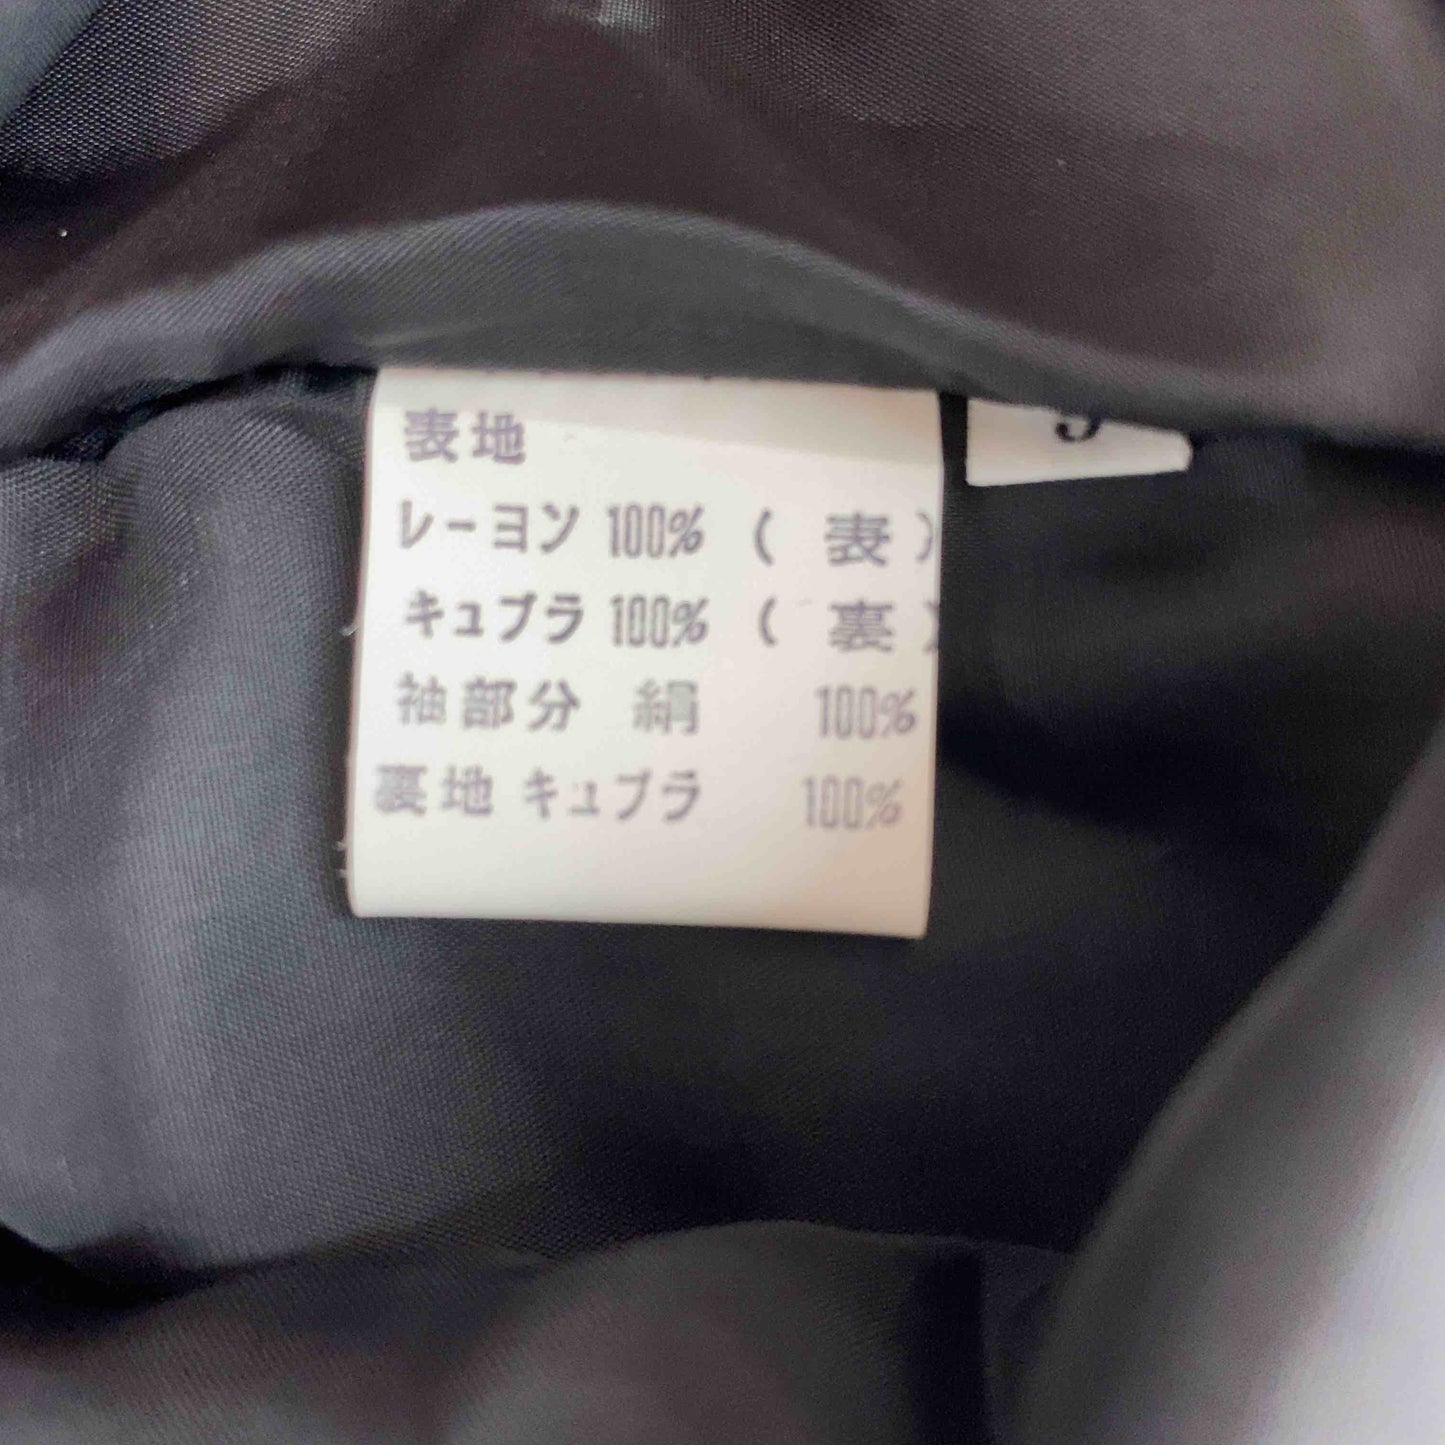 表地
レーヨン 100% ( 表 )
キュプラ 100% ( 裏 )
袖部分 絹 100%
裏地 キュプラ 100%